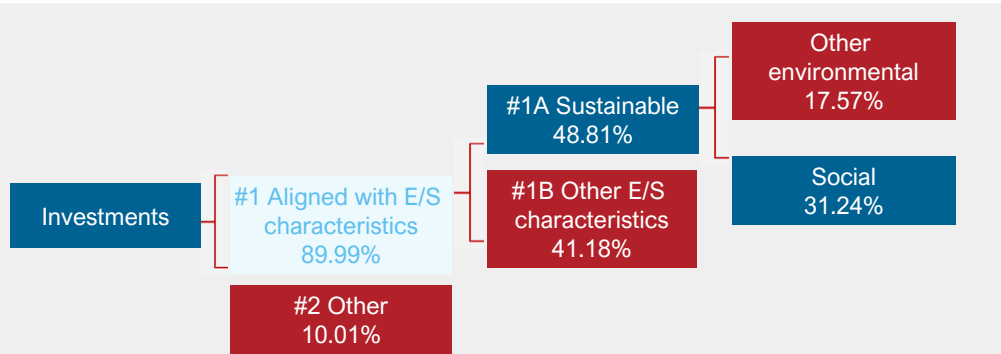 Investments
#1 Aligned with E/S
characteristics
89.99%
#2 Other
10.01%
#1A Sustainable
48.81%
#1B Other E/S
characteristics
41.18%
Other
environmental
17.57%
Social
31.24%